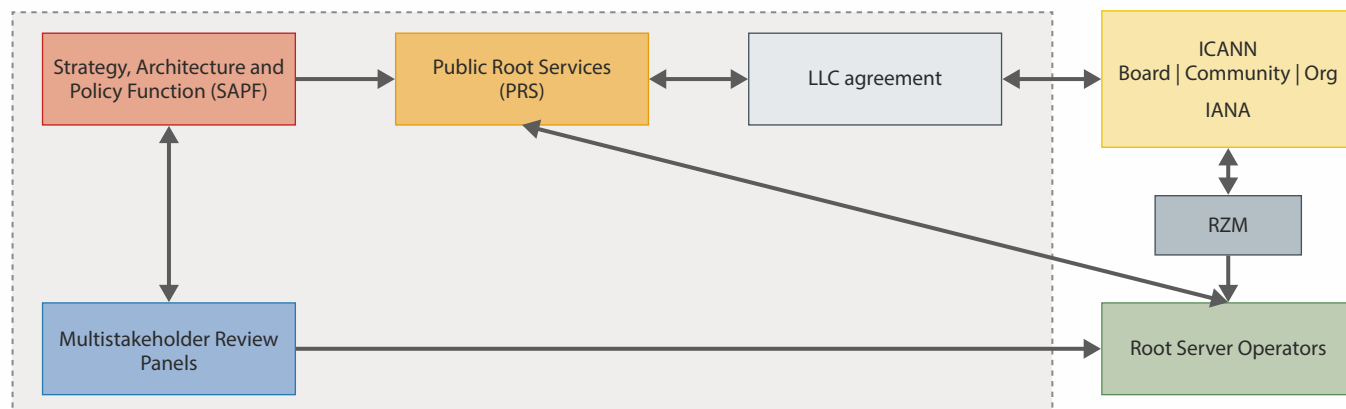 Strategy, Architecture and
Policy Function (SAPF)
Public Root Services
(PRS)
LLC agreement
ICANN
Board | Community | Org
IANA
RZM
Multistakeholder Review
Panels
Root Server Operators